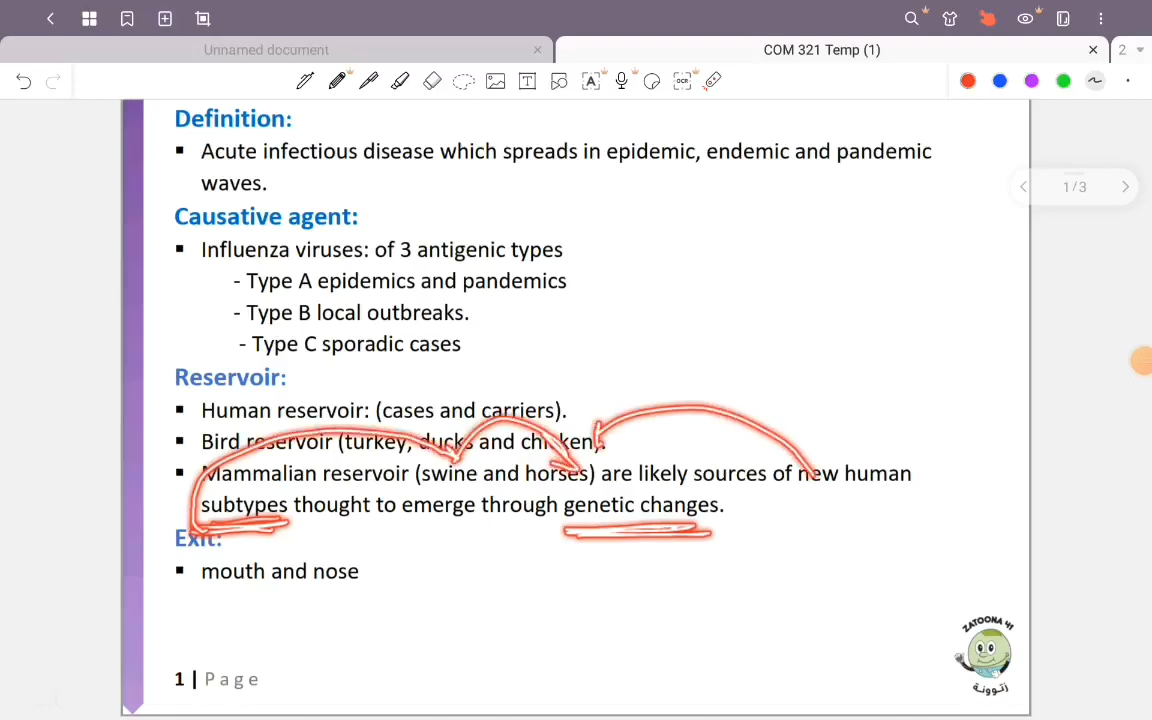 Unnamed document
COM 321 Temp (1)
2
A
T
OCR
Definition:
▪ Acute infectious disease which spreads in epidemic, endemic and pandemic
waves.
1/3
Causative agent:
▪ Influenza viruses: of 3 antigenic types
- Type A epidemics and pandemics
- Type B local outbreaks.
- Type C sporadic cases
Reservoir:
▪ Human reservoir: (cases and carriers).
▪ Bird reservoir (turkey, ducks and chicken).
▪ Mammalian reservoir (swine and horses) are likely sources of new human
subtypes thought to emerge through genetic changes.
Exit:
▪ mouth and nose
ZATOONA 41
زتوونة
1 | Page